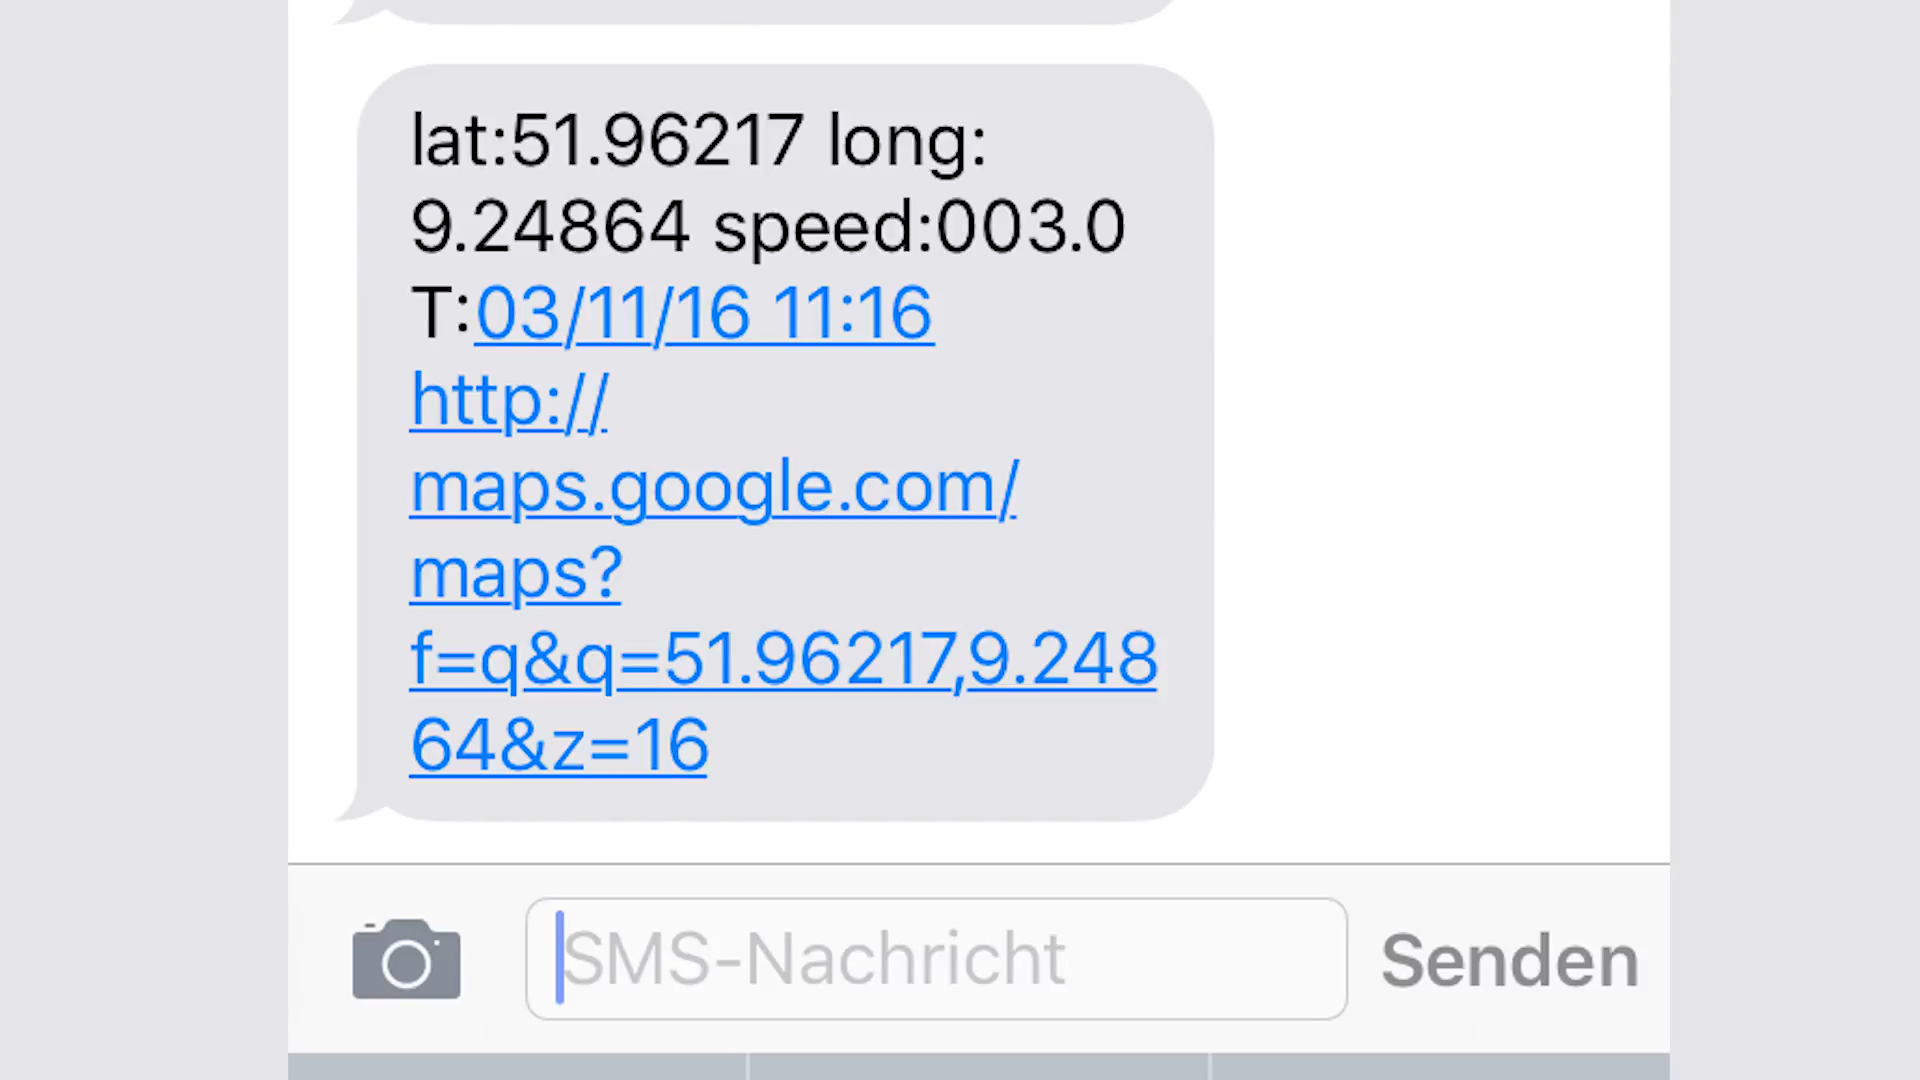 lat:51.96217 long:
9.24864 speed:003.0
T:03/11/16 11:16
http://
maps.google.com/
maps?
f=q&q=51.96217,9.248
64&z=16
SMS-Nachricht
Senden